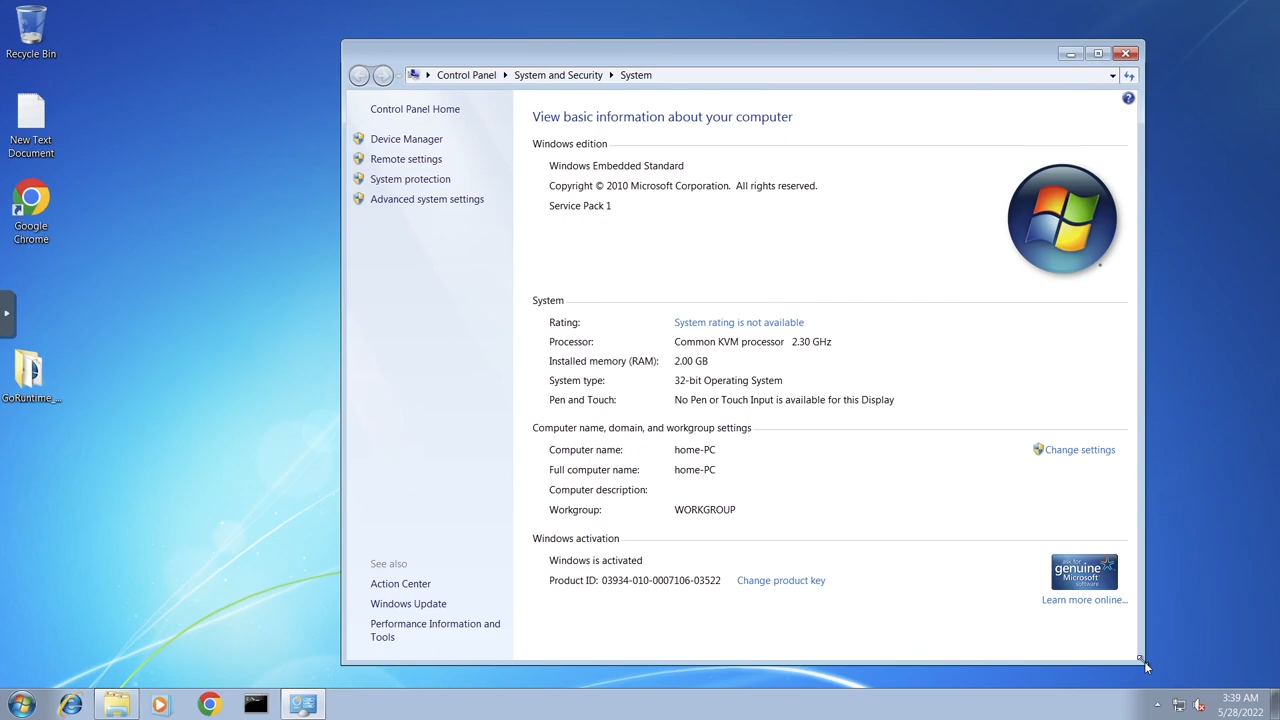 Recycle Bin
New Text
Document
Google
Chrome
GoRuntime_...
Control Panel
System and Security
System
Control Panel Home
Device Manager
Remote settings
System protection
Advanced system settings
See also
Action Center
Windows Update
Performance Information and
Tools
View basic information about your computer
Windows edition
Windows Embedded Standard
Copyright © 2010 Microsoft Corporation. All rights reserved.
Service Pack 1
System
Rating: System rating is not available
Processor: Common KVM processor 2.30 GHz
Installed memory (RAM): 2.00 GB
System type: 32-bit Operating System
Pen and Touch: No Pen or Touch Input is available for this Display
Computer name, domain, and workgroup settings
Computer name: home-PC
Change settings
Full computer name: home-PC
Computer description:
Workgroup: WORKGROUP
Windows activation
Windows is activated
Product ID: 03934-010-0007106-03522 Change product key
ask for
genuine
Microsoft
software
Learn more online...
3:39 AM
5/28/2022